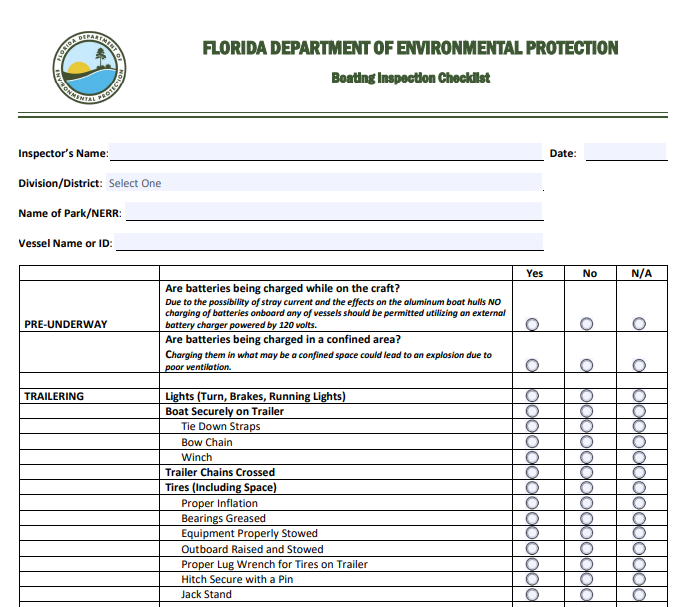 FLORIDA DEPARTMENT OF ENVIRONMENTAL PROTECTION
FLORIDA DEPARTMENT OF ENVIRONMENTAL PROTECTION
Boating Inspection Checklist
Inspector's Name: Date:
Division/District: Select One
Name of Park/NERR:
Vessel Name or ID:
Yes No N/A
Are batteries being charged while on the craft?
Due to the possibility of stray current and the effects on the aluminum boat hulls NO
charging of batteries onboard any of vessels should be permitted utilizing an external
PRE-UNDERWAY battery charger powered by 120 volts.
Are batteries being charged in a confined area?
Charging them in what may be a confined space could lead to an explosion due to
poor ventilation.
TRAILERING Lights (Turn, Brakes, Running Lights)
Boat Securely on Trailer
Tie Down Straps
Bow Chain
Winch
Trailer Chains Crossed
Tires (Including Space)
Proper Inflation
Bearings Greased
Equipment Properly Stowed
Outboard Raised and Stowed
Proper Lug Wrench for Tires on Trailer
Hitch Secure with a Pin
Jack Stand